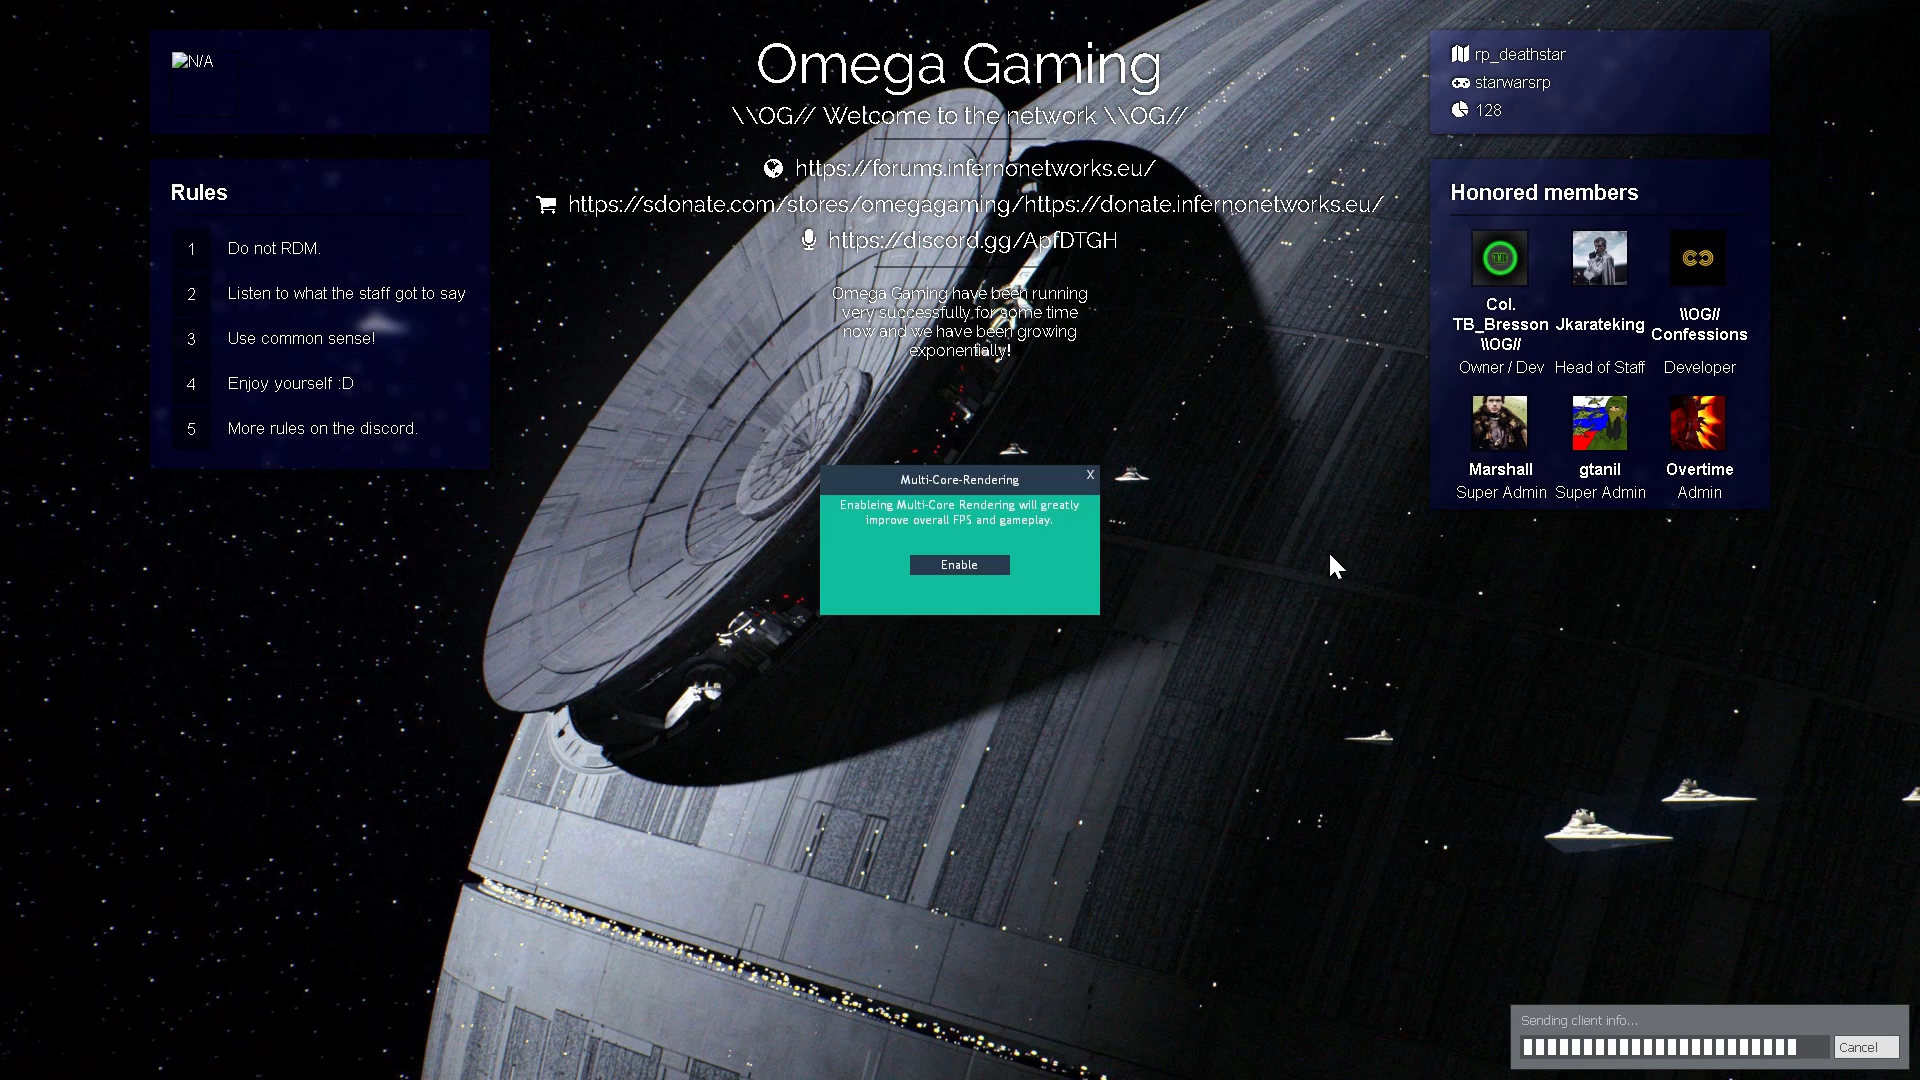 N/A
Rules
1 Do not RDM.
2 Listen to what the staff got to say
3 Use common sense!
4 Enjoy yourself :D
5 More rules on the discord.
Omega Gaming
\\OG// Welcome to the network \\OG//
https://forums.infernonetworks.eu/
https://sdonate.com/stores/omegagaming/https://donate.infernonetworks.eu/
https://discord.gg/ApfDTGH
Omega Gaming have been running
very successfully for some time
now and we have been growing
exponentially!
Multi-Core-Rendering X
Enableing Multi-Core Rendering will greatly
improve overall FPS and gameplay.
Enable
rp_deathstar
starwarsrp
128
Honored members
Col.
TB_Bresson
\\OG//
Owner / Dev
Jkarateking
Head of Staff
\\OG//
Confessions
Developer
Marshall
Super Admin
gtanil
Super Admin
Overtime
Admin
Sending client info...
Cancel